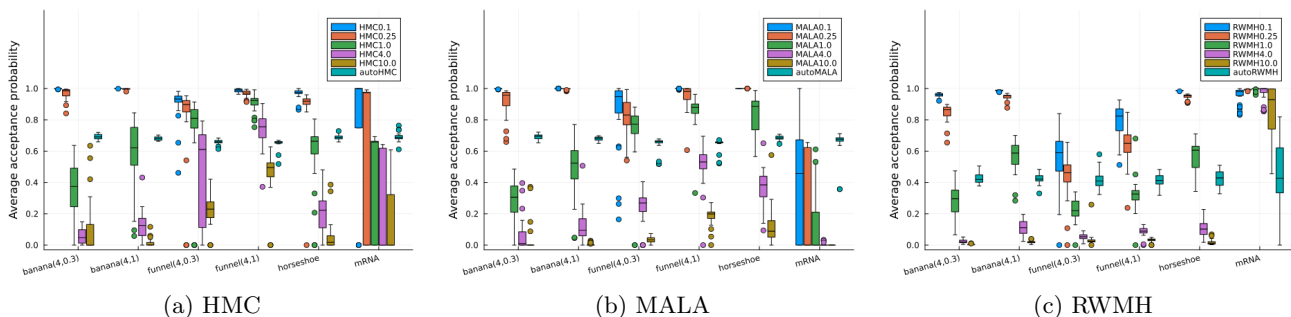 Average acceptance probability
1.0
0.8
0.6
0.4
0.2
0.0
HMC0.1
HMC0.25
HMC1.0
HMC4.0
HMC10.0
autoHMC
banana(4,0.3)
banana(4,1)
funnel(4,0.3)
funnel(4,1)
horseshoe
mRNA
(a) HMC
Average acceptance probability
1.0
0.8
0.6
0.4
0.2
0.0
MALA0.1
MALA0.25
MALA1.0
MALA4.0
MALA10.0
autoMALA
banana(4,0.3)
banana(4,1)
funnel(4,0.3)
funnel(4,1)
horseshoe
mRNA
(b) MALA
Average acceptance probability
1.0
0.8
0.6
0.4
0.2
0.0
RWMH0.1
RWMH0.25
RWMH1.0
RWMH4.0
RWMH10.0
autoRWMH
banana(4,0.3)
banana(4,1)
funnel(4,0.3)
funnel(4,1)
horseshoe
mRNA
(c) RWMH